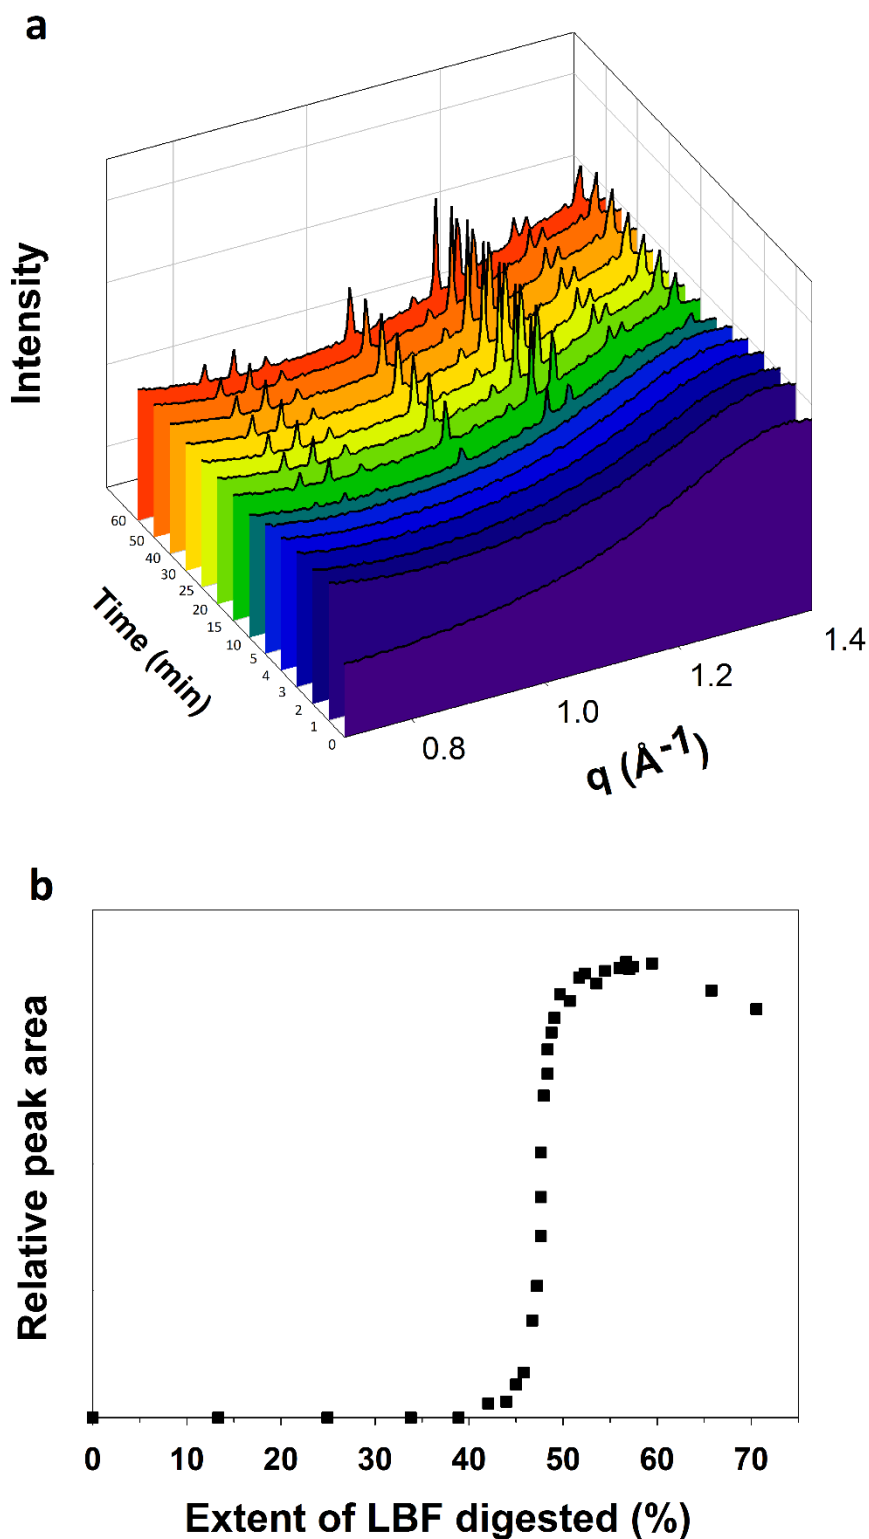 a
Intensity
60
50
40
30
25
20
15
10
5
4
3
2
1
0
Time (min)
0.8
1.0
1.2
1.4
q (Å-1)
b
Relative peak area
0 10 20 30 40 50 60 70
Extent of LBF digested (%)